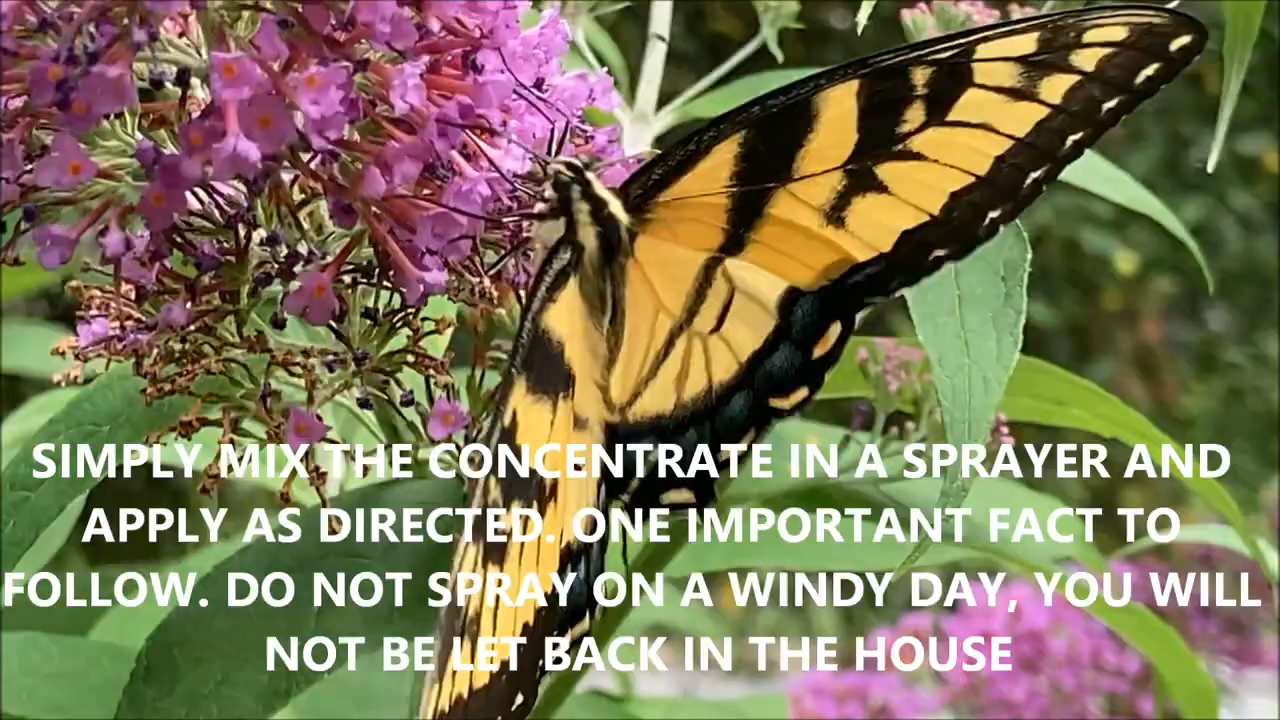 SIMPLY MIX THE CONCENTRATE IN A SPRAYER AND
APPLY AS DIRECTED. ONE IMPORTANT FACT TO
FOLLOW. DO NOT SPRAY ON A WINDY DAY, YOU WILL
NOT BE LET BACK IN THE HOUSE